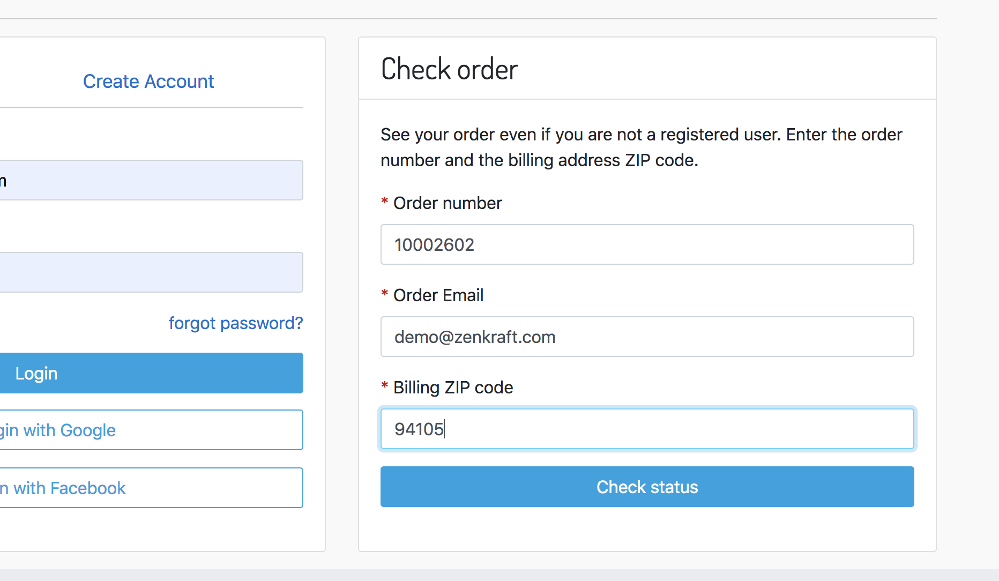 Create Account
m
forgot password?
Login
gin with Google
n with Facebook
Check order
See your order even if you are not a registered user. Enter the order
number and the billing address ZIP code.
* Order number
10002602
* Order Email
demo@zenkraft.com
* Billing ZIP code
94105
Check status